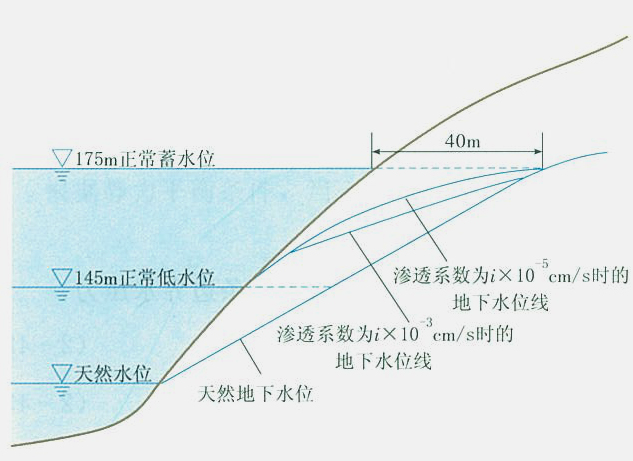 40m
175m正常蓄水位
145m正常低水位
渗透系数为i×10⁻⁵cm/s时的
地下水位线
渗透系数为i×10⁻³cm/s时的
地下水位线
天然水位
天然地下水位